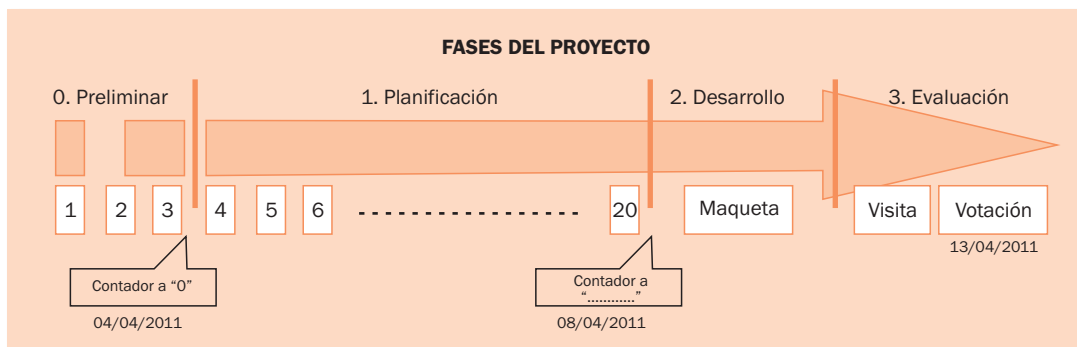 FASES DEL PROYECTO
0. Preliminar
1. Planificación
2. Desarrollo
3. Evaluación
1
2
3
4
5
6
20
Maqueta
Visita
Votación
13/04/2011
Contador a “0”
04/04/2011
Contador a
“............”
08/04/2011